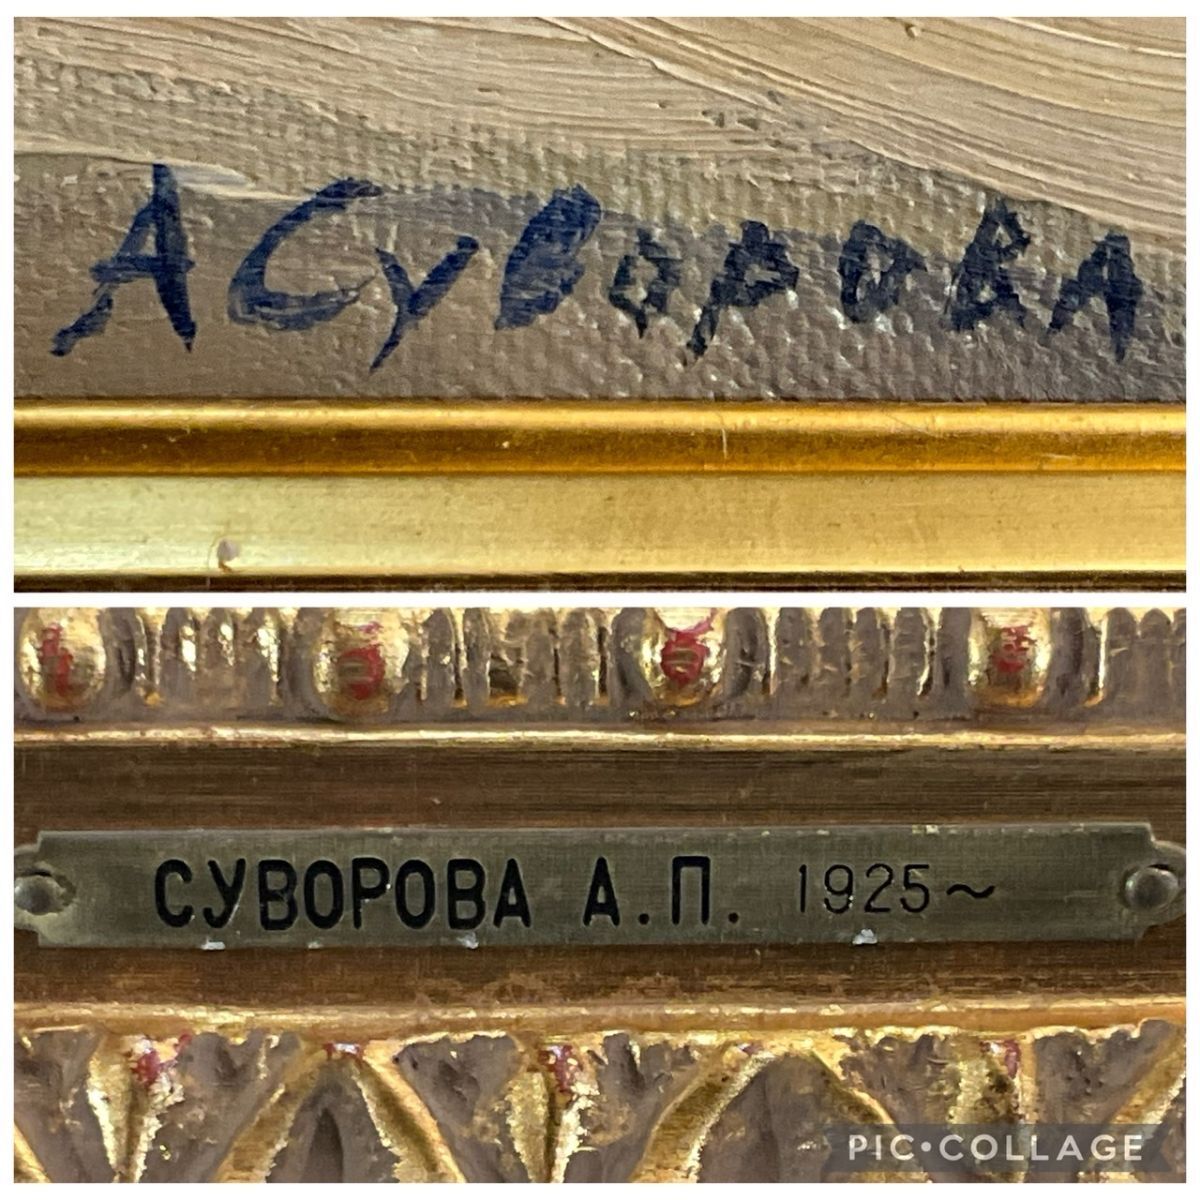 А Суворова
СУВОРОВА А.П. 1925~
PIC•COLLAGE